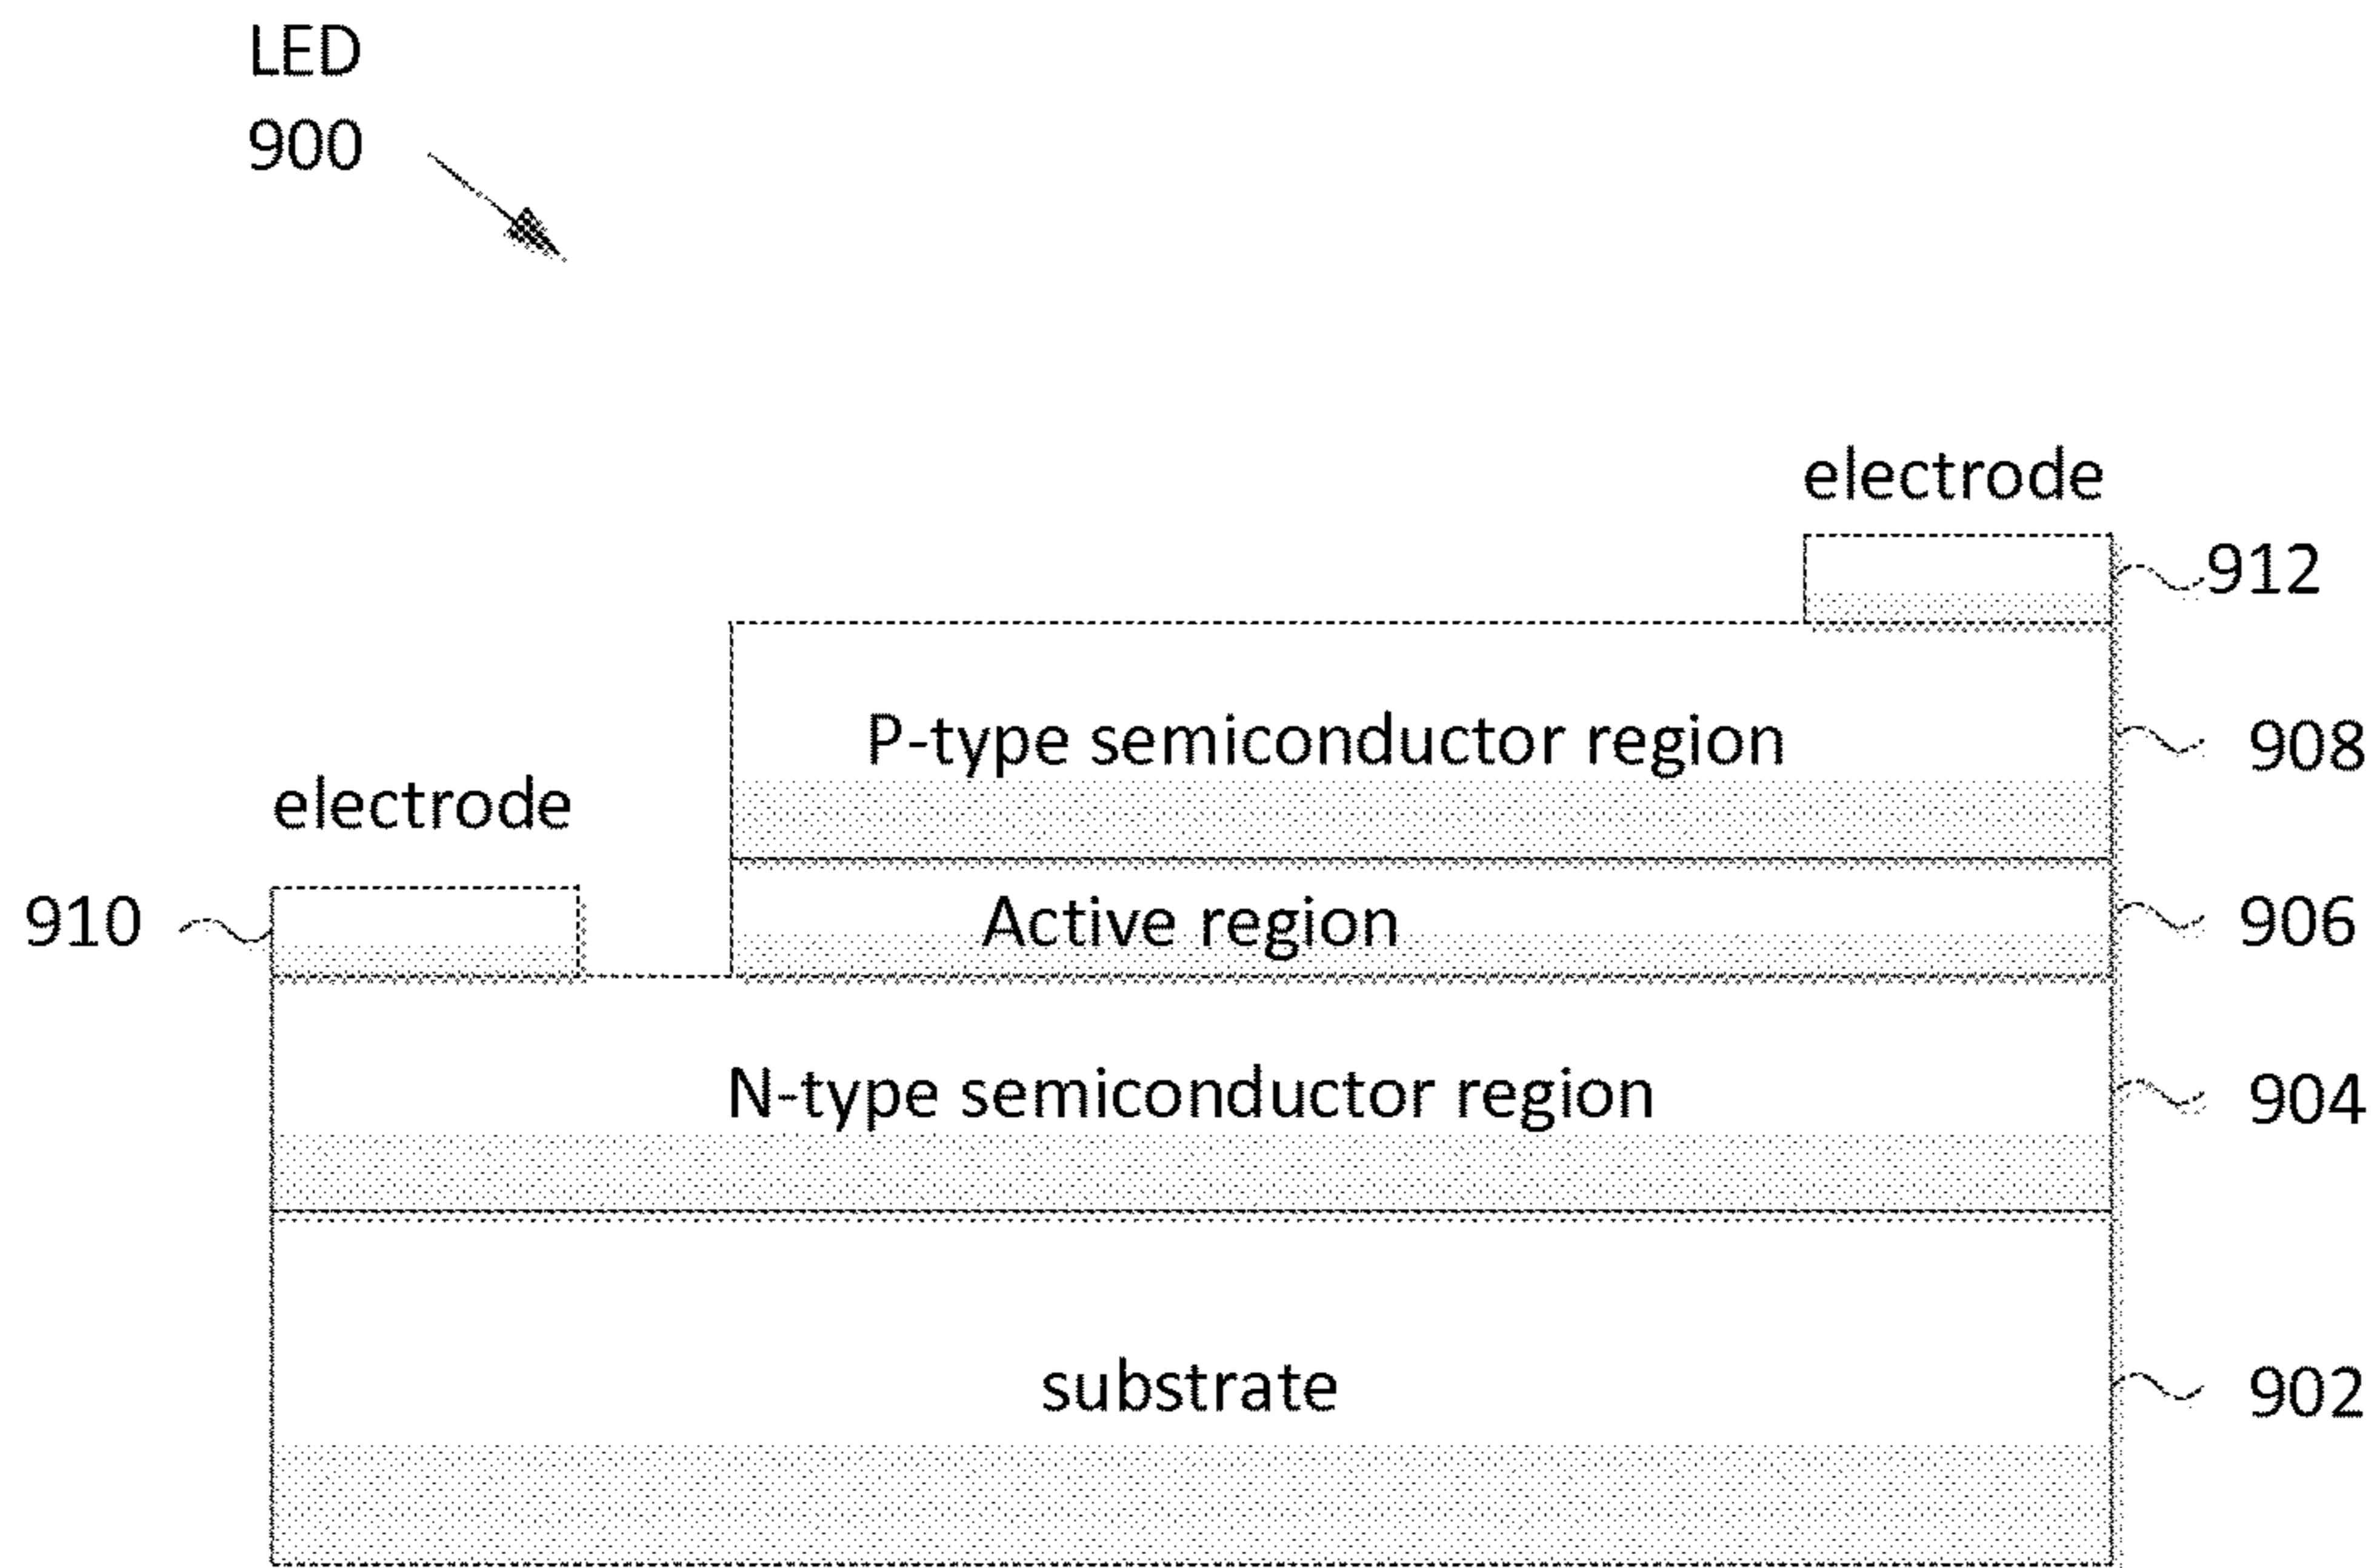 LED
900
electrode
912
P-type semiconductor region
908
electrode
910
Active region
906
N-type semiconductor region
904
substrate
902